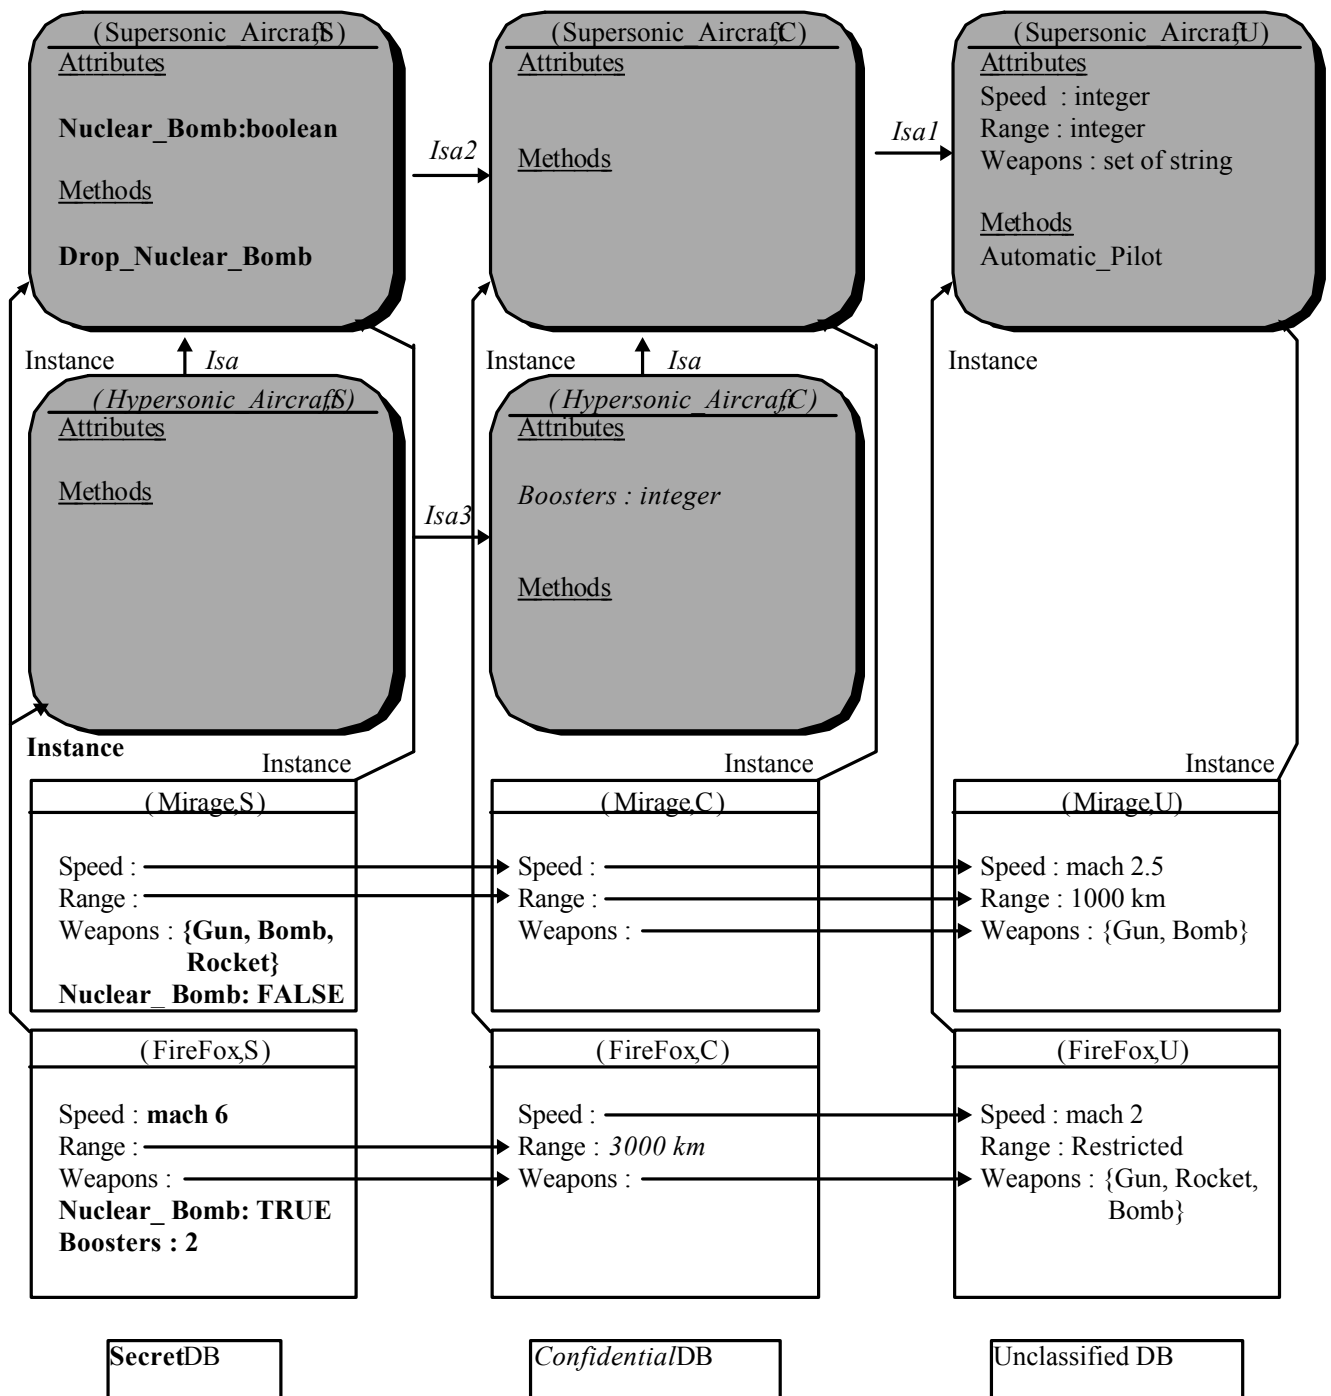 (Supersonic_Aircraft,S)
Attributes
Nuclear_Bomb:boolean
Methods
Drop_Nuclear_Bomb
Isa2
(Supersonic_Aircraft,C)
Attributes
Methods
Isa1
(Supersonic_Aircraft,U)
Attributes
Speed : integer
Range : integer
Weapons : set of string
Methods
Automatic_Pilot
Instance
Isa
Instance
Isa
Instance
(Hypersonic_Aircraft,S)
Attributes
Methods
Isa3
(Hypersonic_Aircraft,C)
Attributes
Boosters : integer
Methods
Instance
Instance
Instance
Instance
(Mirage,S)
Speed :
Range :
Weapons : {Gun, Bomb,
Rocket}
Nuclear_ Bomb: FALSE
(Mirage,C)
Speed :
Range :
Weapons :
(Mirage,U)
Speed : mach 2.5
Range : 1000 km
Weapons : {Gun, Bomb}
(FireFox,S)
Speed : mach 6
Range :
Weapons :
Nuclear_ Bomb: TRUE
Boosters : 2
(FireFox,C)
Speed :
Range : 3000 km
Weapons :
(FireFox,U)
Speed : mach 2
Range : Restricted
Weapons : {Gun, Rocket,
Bomb}
SecretDB
ConfidentialDB
Unclassified DB